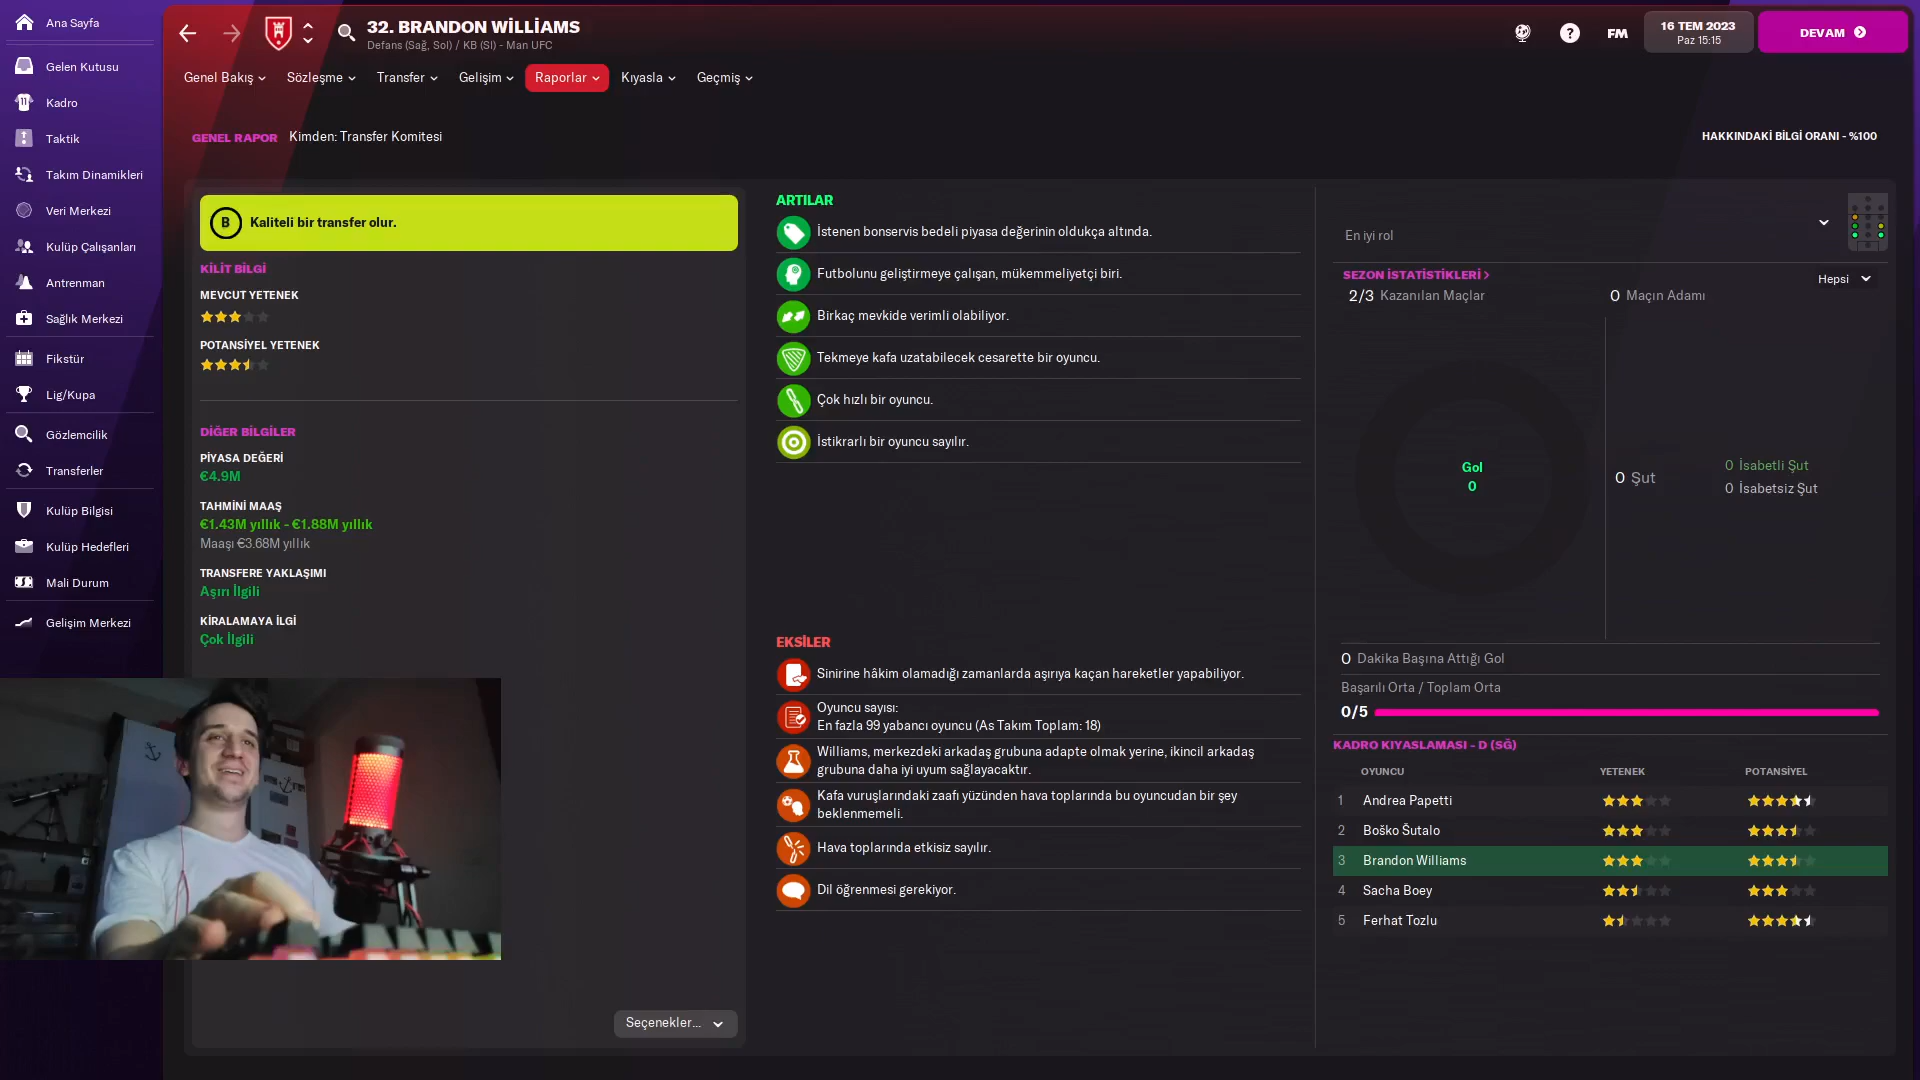 Ana Sayfa
Gelen Kutusu
Kadro
Taktik
Takım Dinamikleri
Veri Merkezi
Kulüp Çalışanları
Antrenman
Sağlık Merkezi
Fikstür
Lig/Kupa
Gözlemcilik
Transferler
Kulüp Bilgisi
Kulüp Hedefleri
Mali Durum
Gelişim Merkezi
32. BRANDON WİLLİAMS
Defans (Sağ, Sol) / KB (Sl) - Man UFC
FM
16 TEM 2023
Paz 15:15
DEVAM
Genel Bakış
Sözleşme
Transfer
Gelişim
Raporlar
Kıyasla
Geçmiş
GENEL RAPOR
Kimden: Transfer Komitesi
HAKKINDAKİ BİLGİ ORANI - %100
B
Kaliteli bir transfer olur.
KİLİT BİLGİ
MEVCUT YETENEK
POTANSİYEL YETENEK
DİĞER BİLGİLER
PİYASA DEĞERİ
€4.9M
TAHMİNİ MAAŞ
€1.43M yıllık - €1.88M yıllık
Maaşı €3.68M yıllık
TRANSFERE YAKLAŞIMI
Aşırı İlgili
KİRALAMAYA İLGİ
Çok İlgili
Seçenekler...
ARTILAR
İstenen bonservis bedeli piyasa değerinin oldukça altında.
Futbolunu geliştirmeye çalışan, mükemmeliyetçi biri.
Birkaç mevkide verimli olabiliyor.
Tekmeye kafa uzatabilecek cesarette bir oyuncu.
Çok hızlı bir oyuncu.
İstikrarlı bir oyuncu sayılır.
EKSİLER
Sinirine hâkim olamadığı zamanlarda aşırıya kaçan hareketler yapabiliyor.
Oyuncu sayısı:
En fazla 99 yabancı oyuncu (As Takım Toplam: 18)
Williams, merkezdeki arkadaş grubuna adapte olmak yerine, ikincil arkadaş
grubuna daha iyi uyum sağlayacaktır.
Kafa vuruşlarındaki zaafı yüzünden hava toplarında bu oyuncudan bir şey
beklenmemeli.
Hava toplarında etkisiz sayılır.
Dil öğrenmesi gerekiyor.
En iyi rol
SEZON İSTATİSTİKLERİ >
Hepsi
2/3 Kazanılan Maçlar
0 Maçın Adamı
Gol
0
0 Şut
0 İsabetli Şut
0 İsabetsiz Şut
0 Dakika Başına Attığı Gol
Başarılı Orta / Toplam Orta
0/5
KADRO KIYASLAMASI - D (SĞ)
OYUNCU YETENEK POTANSİYEL
1 Andrea Papetti
2 Boško Šutalo
3 Brandon Williams
4 Sacha Boey
5 Ferhat Tozlu